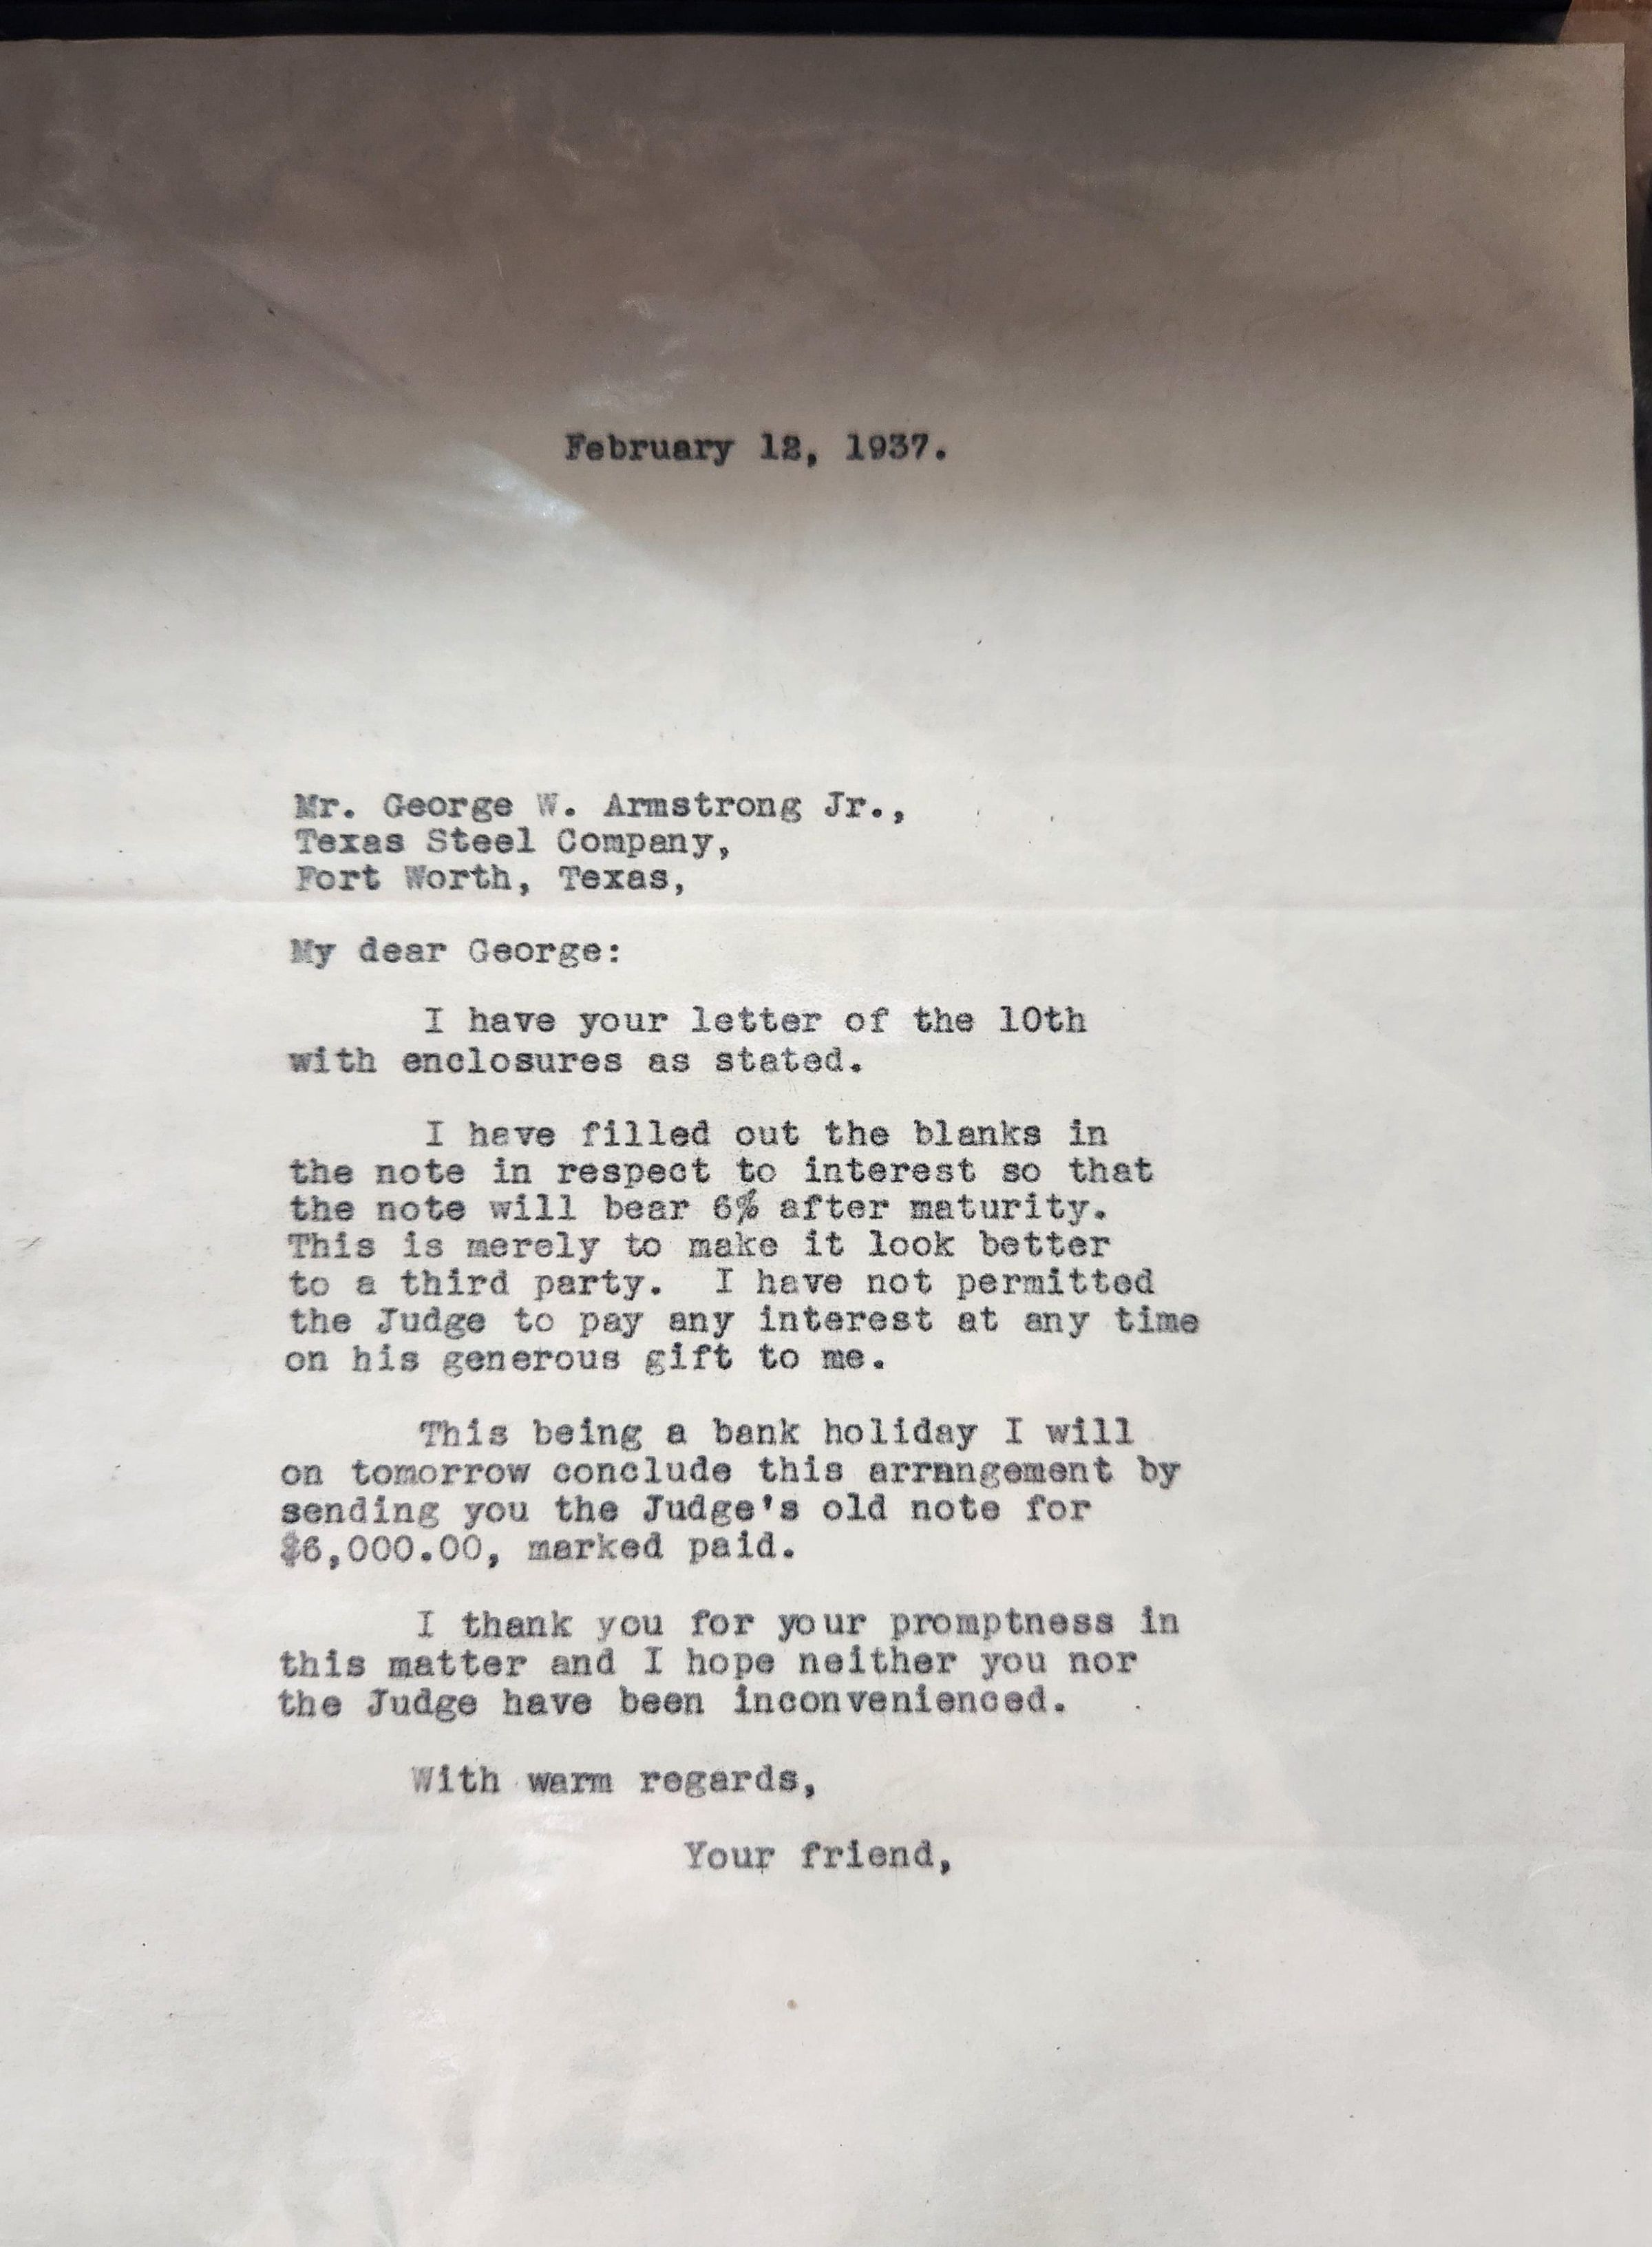 February 12, 1937.
Mr. George W. Armstrong Jr.,
Texas Steel Company,
Fort Worth, Texas,
My dear George:
I have your letter of the 10th
with enclosures as stated.
I have filled out the blanks in
the note in respect to interest so that
the note will bear 6% after maturity.
This is merely to make it look better
to a third party. I have not permitted
the Judge to pay any interest at any time
on his generous gift to me.
This being a bank holiday I will
on tomorrow conclude this arrangement by
sending you the Judge's old note for
$6,000.00, marked paid.
I thank you for your promptness in
this matter and I hope neither you nor
the Judge have been inconvenienced.
With warm regards,
Your friend,